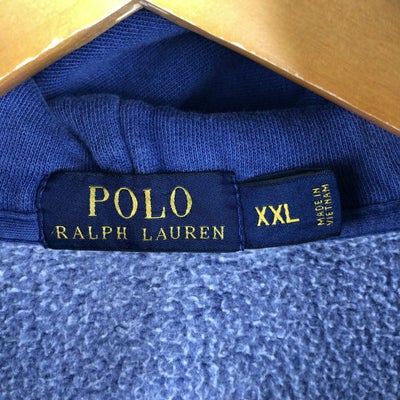 POLO
RALPH LAUREN
XXL
MADE IN
VIETNAM